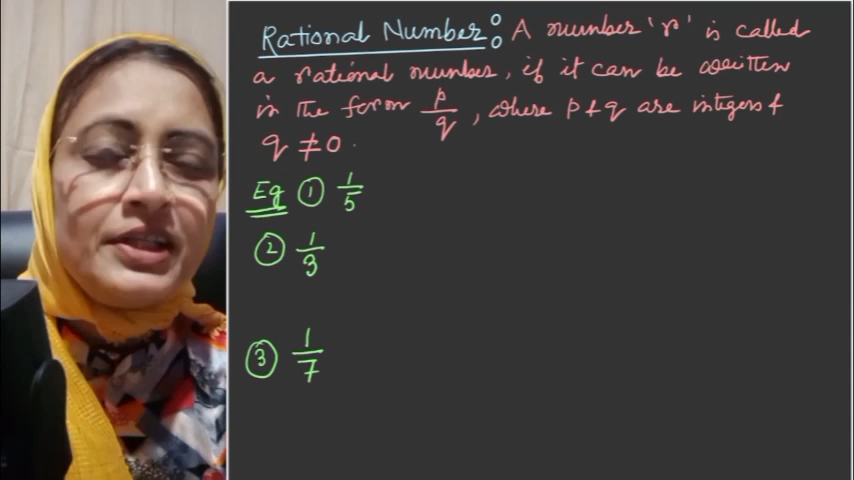 Rational Number: A number 'r' is called
a rational number, if it can be written
in the form p/q, where p & q are integers &
q ≠ 0.
Eg ① 1/5
② 1/3
③ 1/7